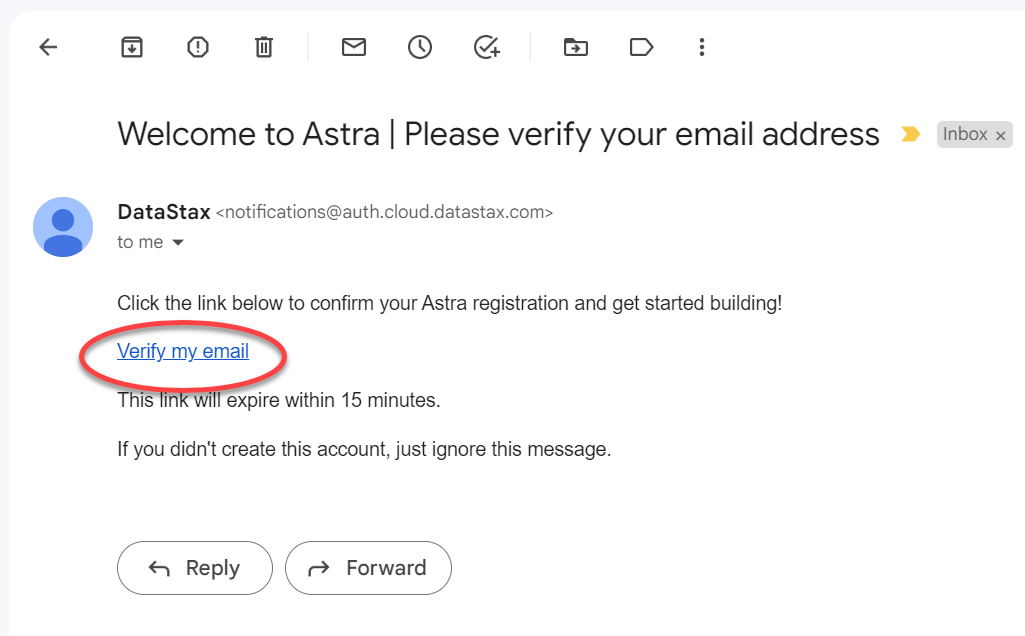 Welcome to Astra | Please verify your email address Inbox ×
DataStax <notifications@auth.cloud.datastax.com>
to me
Click the link below to confirm your Astra registration and get started building!
Verify my email
This link will expire within 15 minutes.
If you didn't create this account, just ignore this message.
Reply Forward